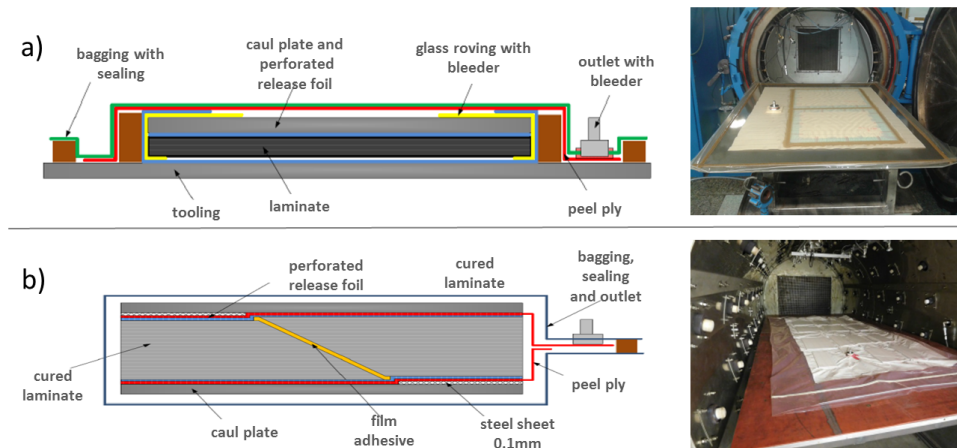 a)
bagging with
sealing
caul plate and
perforated
release foil
glass roving with
bleeder
outlet with
bleeder
tooling
laminate
peel ply
b)
perforated
release foil
cured
laminate
bagging,
sealing
and outlet
cured
laminate
caul plate
film
adhesive
steel sheet
0.1mm
peel ply